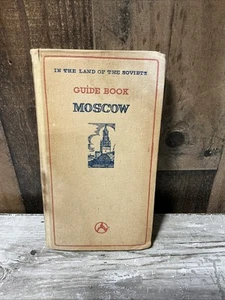 IN THE LAND OF THE SOVIETS
GUIDE BOOK
MOSCOW